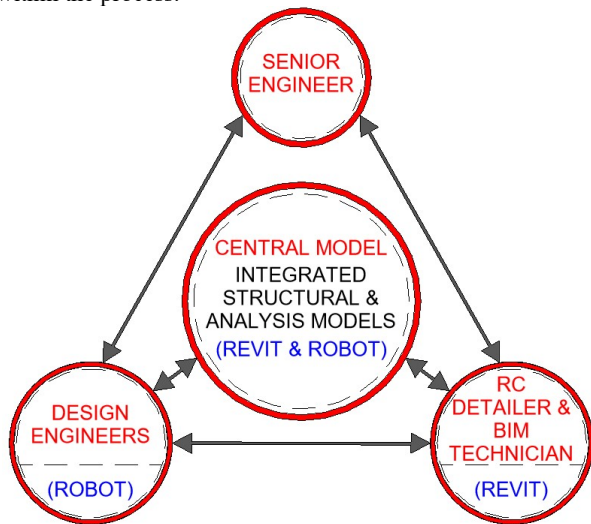 within the process.
SENIOR
ENGINEER
CENTRAL MODEL
INTEGRATED
STRUCTURAL &
ANALYSIS MODELS
(REVIT & ROBOT)
DESIGN
ENGINEERS
(ROBOT)
RC
DETAILER &
BIM
TECHNICIAN
(REVIT)